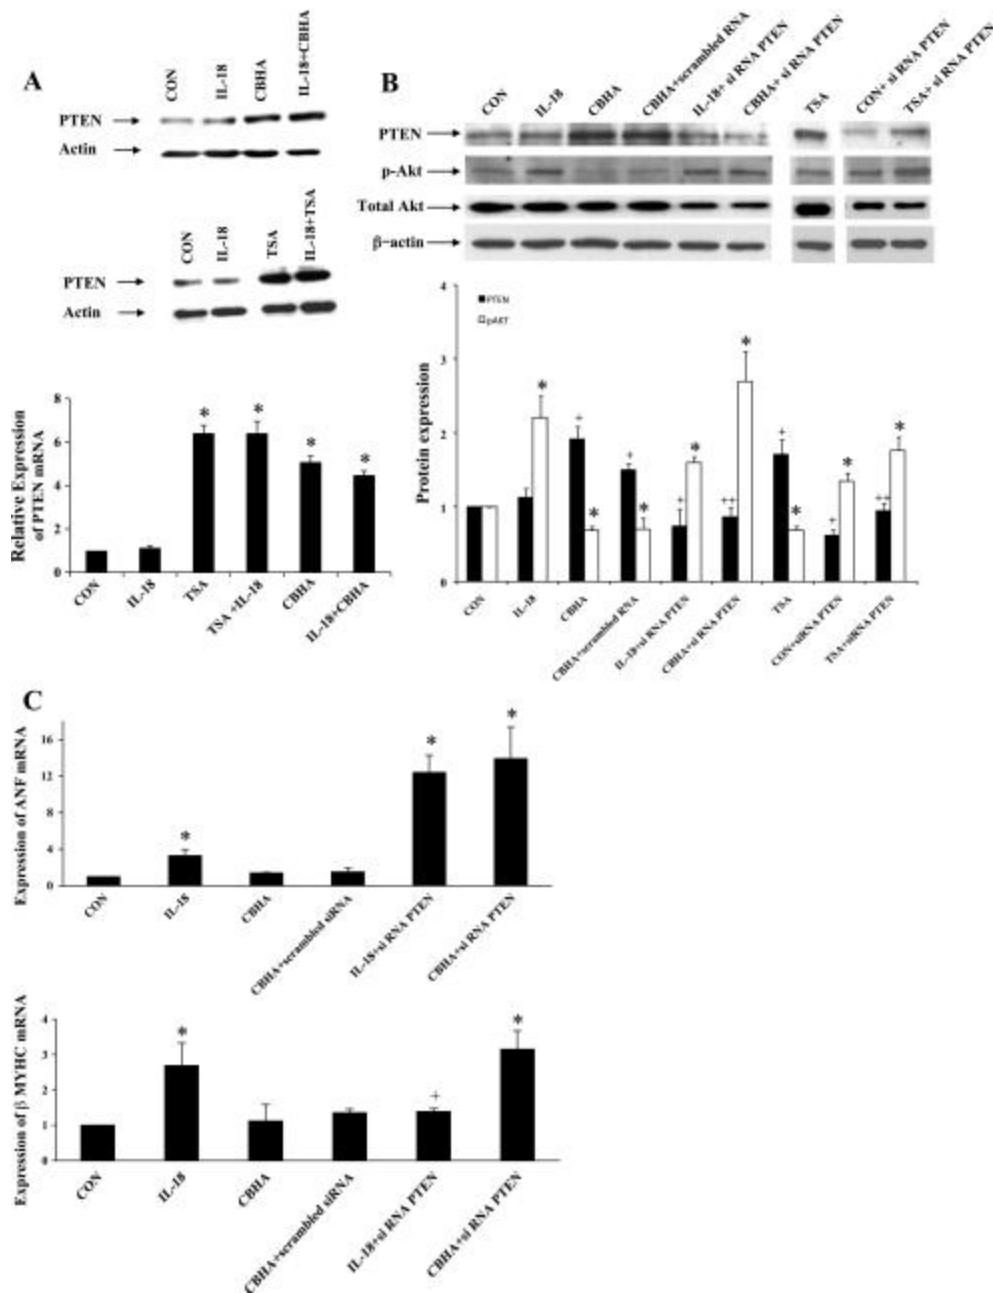 A
CON
IL-18
CBHA
IL-18+CBHA
PTEN
Actin
CON
IL-18
TSA
IL-18+TSA
PTEN
Actin
Relative Expression
of PTEN mRNA
8
6
4
2
0
* * * *
CON
IL-18
TSA
TSA +IL-18
CBHA
IL-18+CBHA
B
CON
IL-18
CBHA
CBHA+scrambled RNA
IL-18+ si RNA PTEN
CBHA+ si RNA PTEN
TSA
CON+ si RNA PTEN
TSA+ si RNA PTEN
PTEN
p-Akt
Total Akt
β-actin
Protein expression
4
3
2
1
0
PTEN
pAKT
* + * + * + * ++ * + * + * ++ *
CON
IL-18
CBHA
CBHA+scrambled RNA
IL-18+si RNA PTEN
CBHA+si RNA PTEN
TSA
CON+siRNA PTEN
TSA+siRNA PTEN
C
Expression of ANF mRNA
16
12
8
4
0
* * *
CON
IL-18
CBHA
CBHA+scrambled siRNA
IL-18+si RNA PTEN
CBHA+si RNA PTEN
Expression of β MYHC mRNA
4
3
2
1
0
* + *
CON
IL-18
CBHA
CBHA+scrambled siRNA
IL-18+si RNA PTEN
CBHA+si RNA PTEN